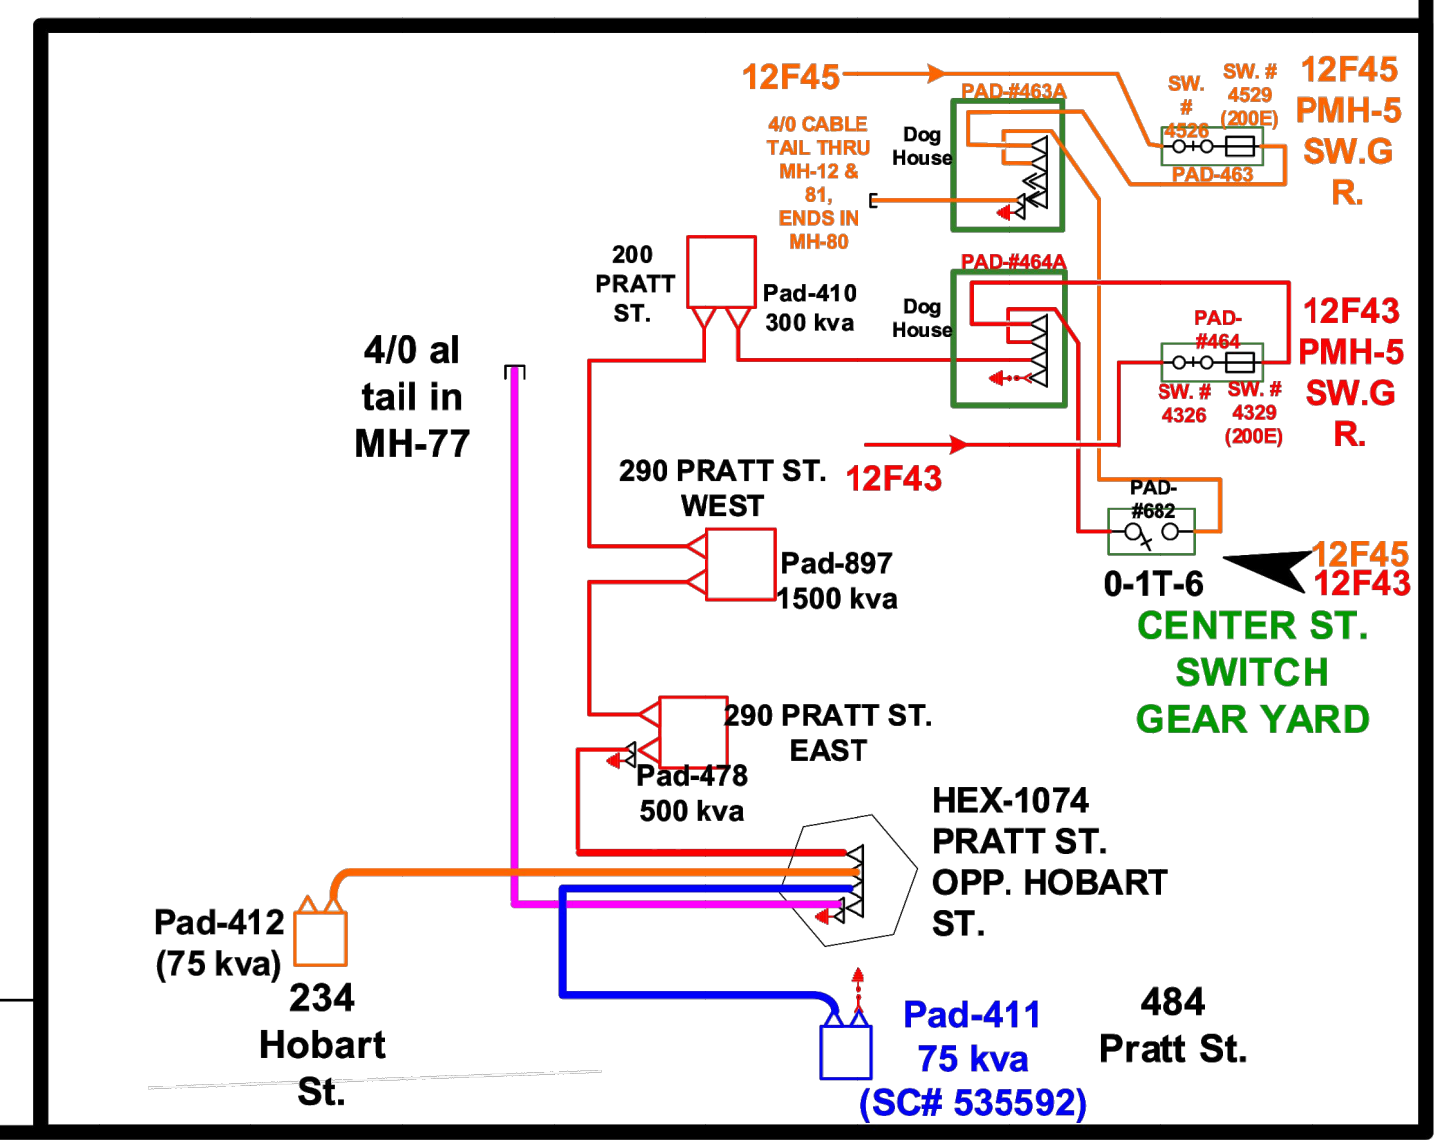 12F45
PAD-#463A
SW.
#
4526
SW. #
4529
(200E)
PAD-463
12F45
PMH-5
SW.G
R.
4/0 CABLE
TAIL THRU
MH-12 &
81,
ENDS IN
MH-80
Dog
House
200
PRATT
ST.
Pad-410
300 kva
PAD-#464A
Dog
House
PAD-
#464
SW. #
4326
SW. #
4329
(200E)
12F43
PMH-5
SW.G
R.
4/0 al
tail in
MH-77
12F43
290 PRATT ST.
WEST
Pad-897
1500 kva
PAD-
#682
0-1T-6
12F45
12F43
CENTER ST.
SWITCH
GEAR YARD
290 PRATT ST.
EAST
Pad-478
500 kva
HEX-1074
PRATT ST.
OPP. HOBART
ST.
Pad-412
(75 kva)
234
Hobart
St.
Pad-411
75 kva
(SC# 535592)
484
Pratt St.